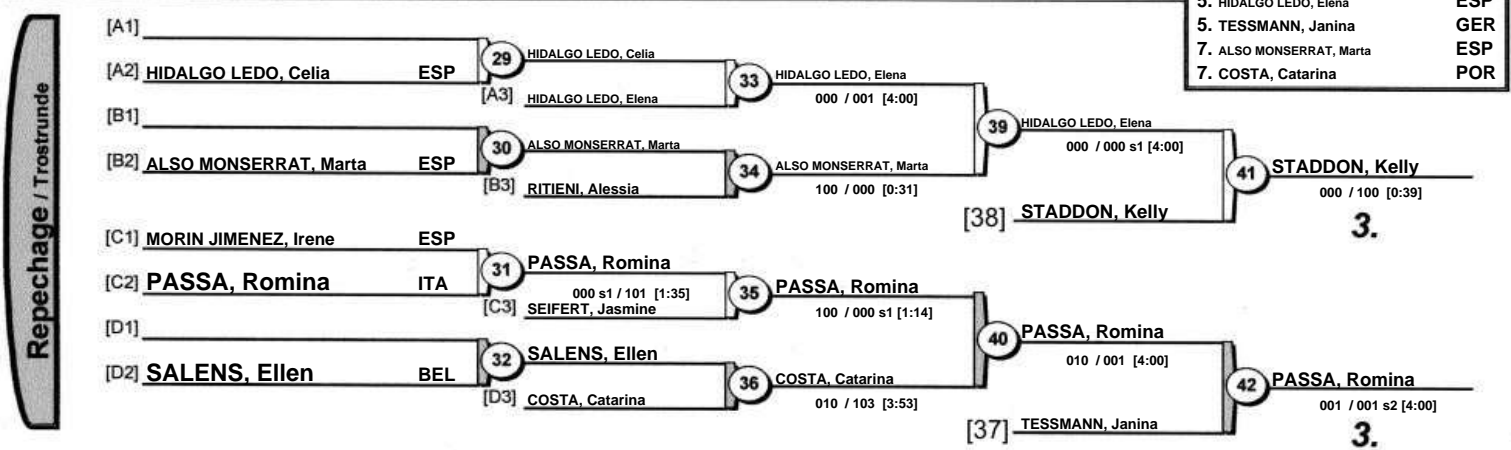 5. HIDALGO LEDO, Elena ESP
5. TESSMANN, Janina GER
7. ALSO MONSERRAT, Marta ESP
7. COSTA, Catarina POR
Repechage / Trostrunde
[A1]
[A2] HIDALGO LEDO, Celia ESP
29
HIDALGO LEDO, Celia
[A3] HIDALGO LEDO, Elena
33
HIDALGO LEDO, Elena
000 / 001 [4:00]
[B1]
[B2] ALSO MONSERRAT, Marta ESP
30
ALSO MONSERRAT, Marta
[B3] RITIENI, Alessia
34
ALSO MONSERRAT, Marta
100 / 000 [0:31]
39
HIDALGO LEDO, Elena
000 / 000 s1 [4:00]
[38] STADDON, Kelly
41
STADDON, Kelly
000 / 100 [0:39]
3.
[C1] MORIN JIMENEZ, Irene ESP
[C2] PASSA, Romina ITA
31
PASSA, Romina
000 s1 / 101 [1:35]
[C3] SEIFERT, Jasmine
35
PASSA, Romina
100 / 000 s1 [1:14]
[D1]
[D2] SALENS, Ellen BEL
32
SALENS, Ellen
[D3] COSTA, Catarina
36
COSTA, Catarina
010 / 103 [3:53]
40
PASSA, Romina
010 / 001 [4:00]
[37] TESSMANN, Janina
42
PASSA, Romina
001 / 001 s2 [4:00]
3.